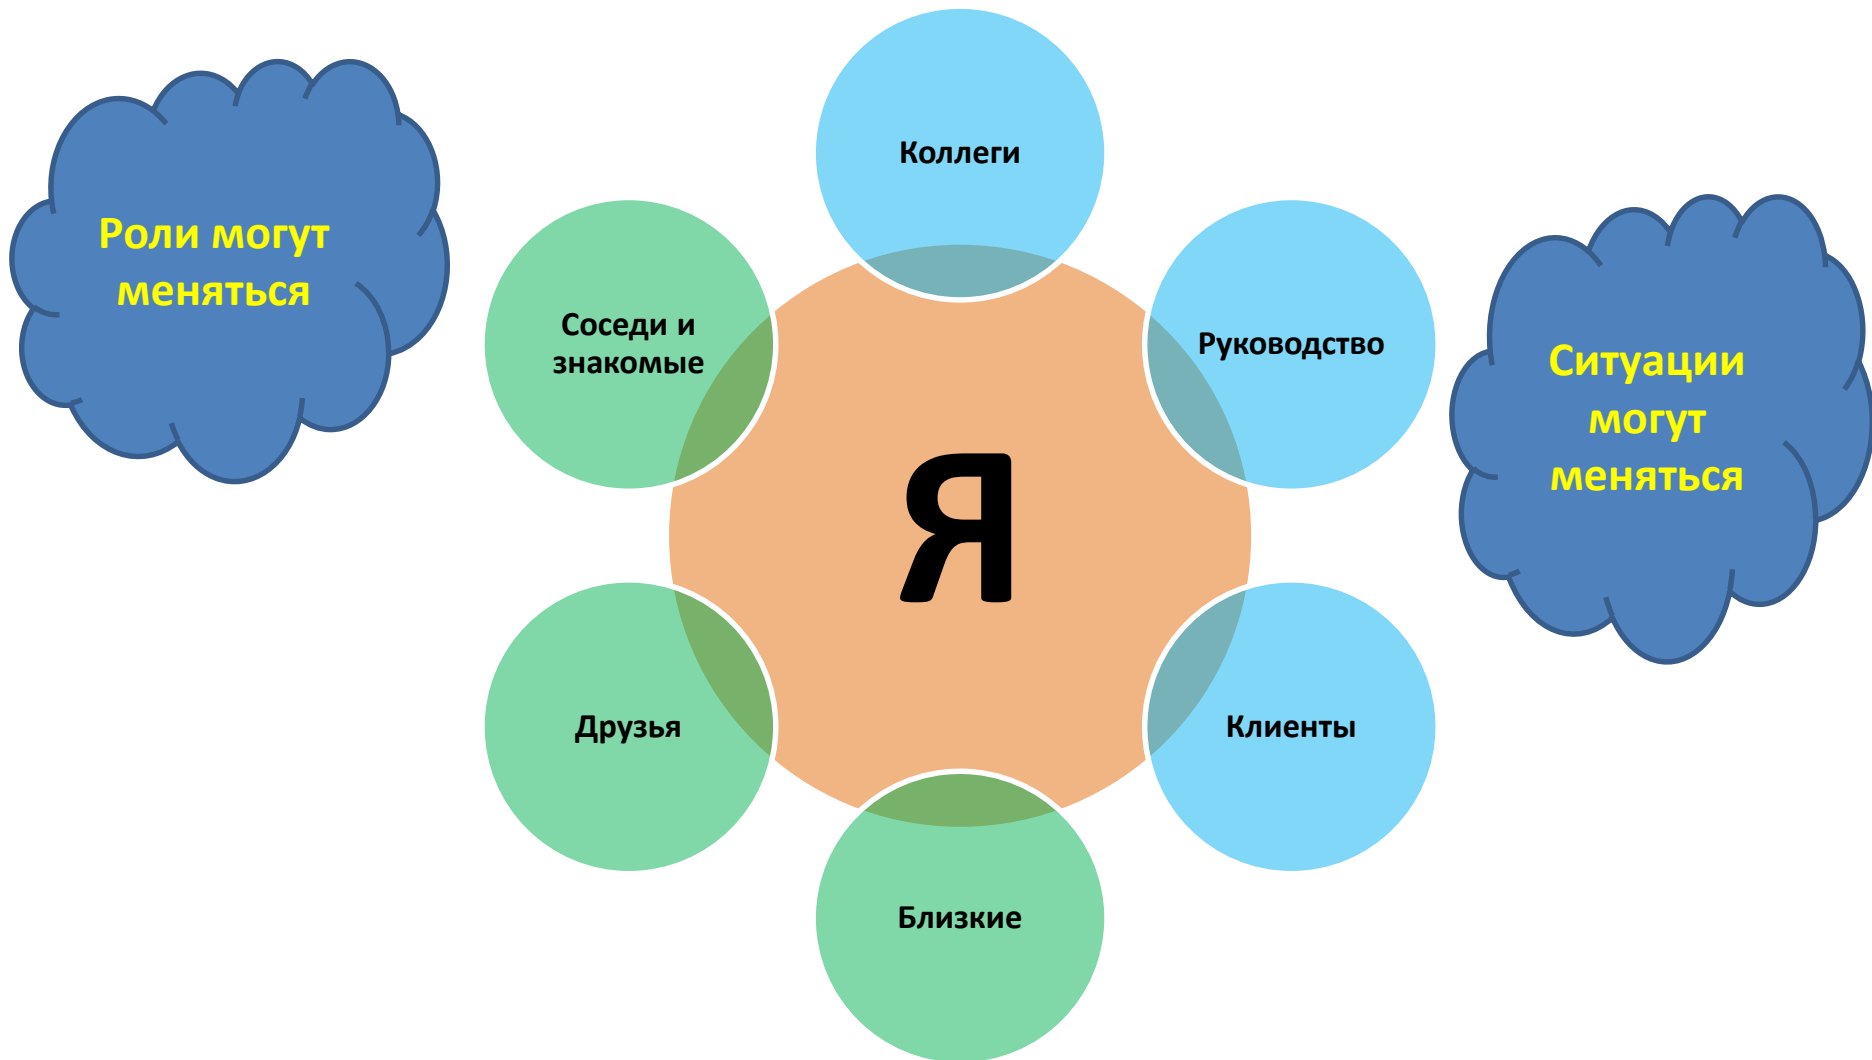 Коллеги
Роли могут
меняться
Соседи и
знакомые
Руководство
Ситуации
могут
меняться
Я
Друзья
Клиенты
Близкие